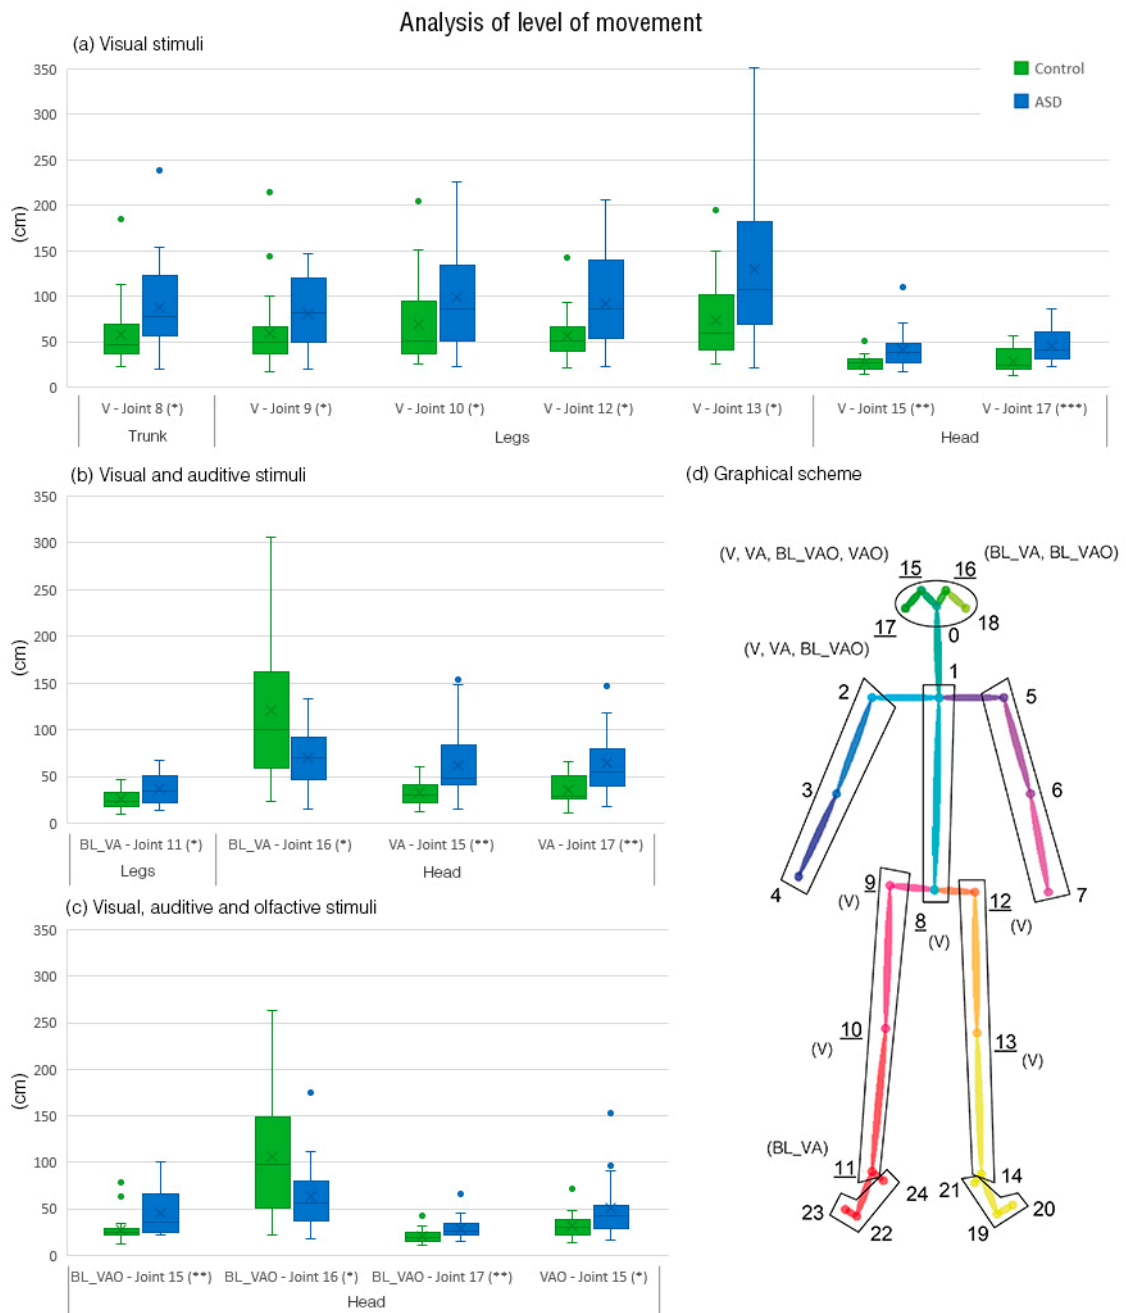 Analysis of level of movement
(a) Visual stimuli
Control
ASD
350
300
250
200
150
100
50
0
(cm)
V - Joint 8 (*)
V - Joint 9 (*)
V - Joint 10 (*)
V - Joint 12 (*)
V - Joint 13 (*)
V - Joint 15 (**)
V - Joint 17 (***)
Trunk
Legs
Head
(b) Visual and auditive stimuli
350
300
250
200
150
100
50
0
(cm)
BL_VA - Joint 11 (*)
BL_VA - Joint 16 (*)
VA - Joint 15 (**)
VA - Joint 17 (**)
Legs
Head
(c) Visual, auditive and olfactive stimuli
350
300
250
200
150
100
50
0
(cm)
BL_VAO - Joint 15 (**)
BL_VAO - Joint 16 (*)
BL_VAO - Joint 17 (**)
VAO - Joint 15 (*)
Head
(d) Graphical scheme
(V, VA, BL_VAO, VAO)
(BL_VA, BL_VAO)
15
16
17
18
0
(V, VA, BL_VAO)
1
2
5
3
6
4
7
9
(V)
8
(V)
12
(V)
(V)
10
13
(V)
(BL_VA)
11
14
24
21
23
22
19
20